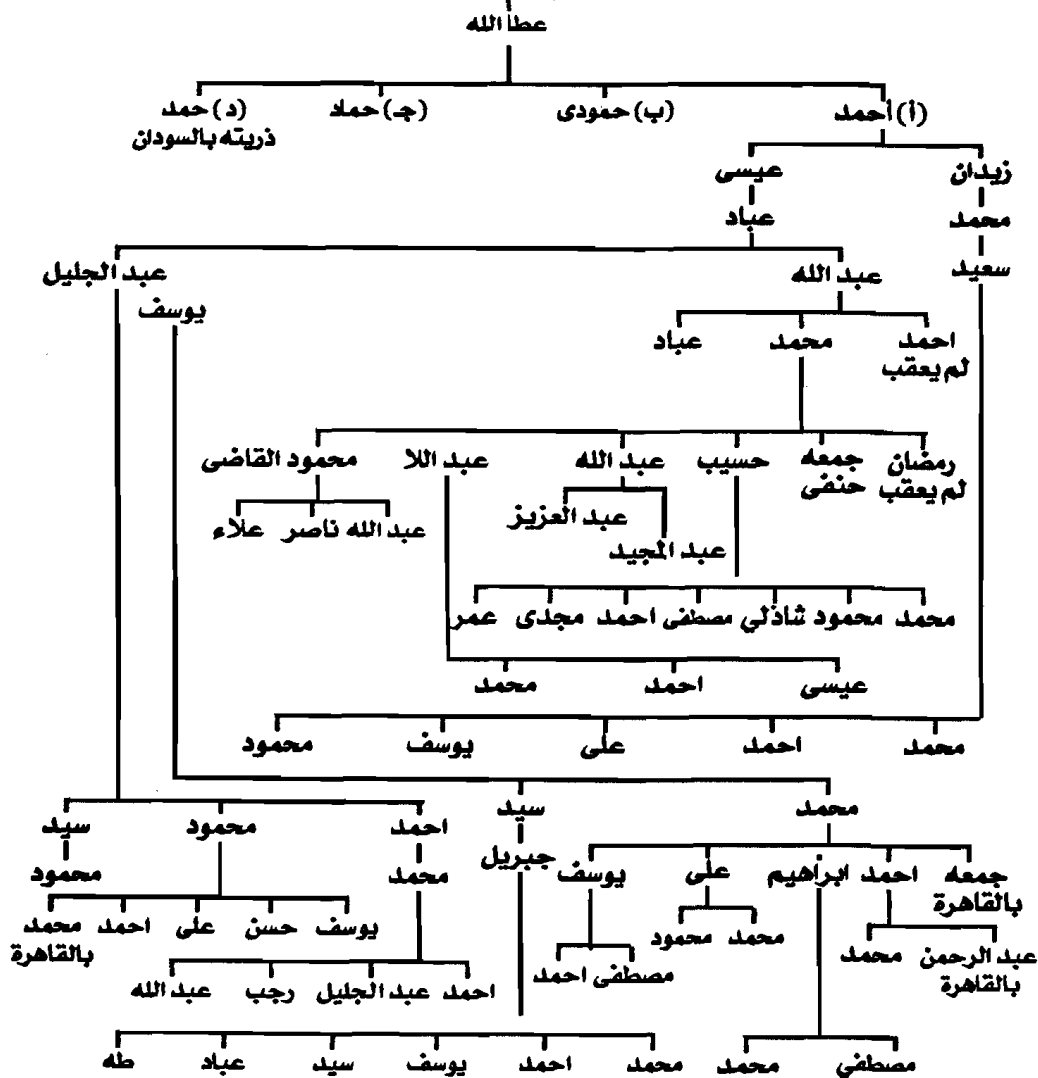 عطا الله
(أ) أحمد (ب) حمودى (جـ) حماد (د) حمد
ذريته بالسودان
زيدان عيسى
محمد عباد
سعيد عبد الله عبد الجليل
يوسف
احمد محمد عباد
لم يعقب
رمضان جمعه حسيب عبد الله عبد اللا محمود القاضى
لم يعقب حنفى
عبد العزيز عبد الله ناصر علاء
عبد المجيد
محمد محمود شاذلي مصطفى احمد مجدى عمر
عيسى احمد محمد
محمد احمد على يوسف محمود
محمد سيد احمد محمود سيد
جمعه احمد ابراهيم على يوسف جبريل محمد محمود
بالقاهرة
يوسف حسن على احمد محمد
بالقاهرة
عبد الرحمن محمد محمد محمود
بالقاهرة
مصطفى احمد احمد عبد الجليل رجب عبد الله
مصطفي محمد محمد احمد يوسف سيد عباد طه